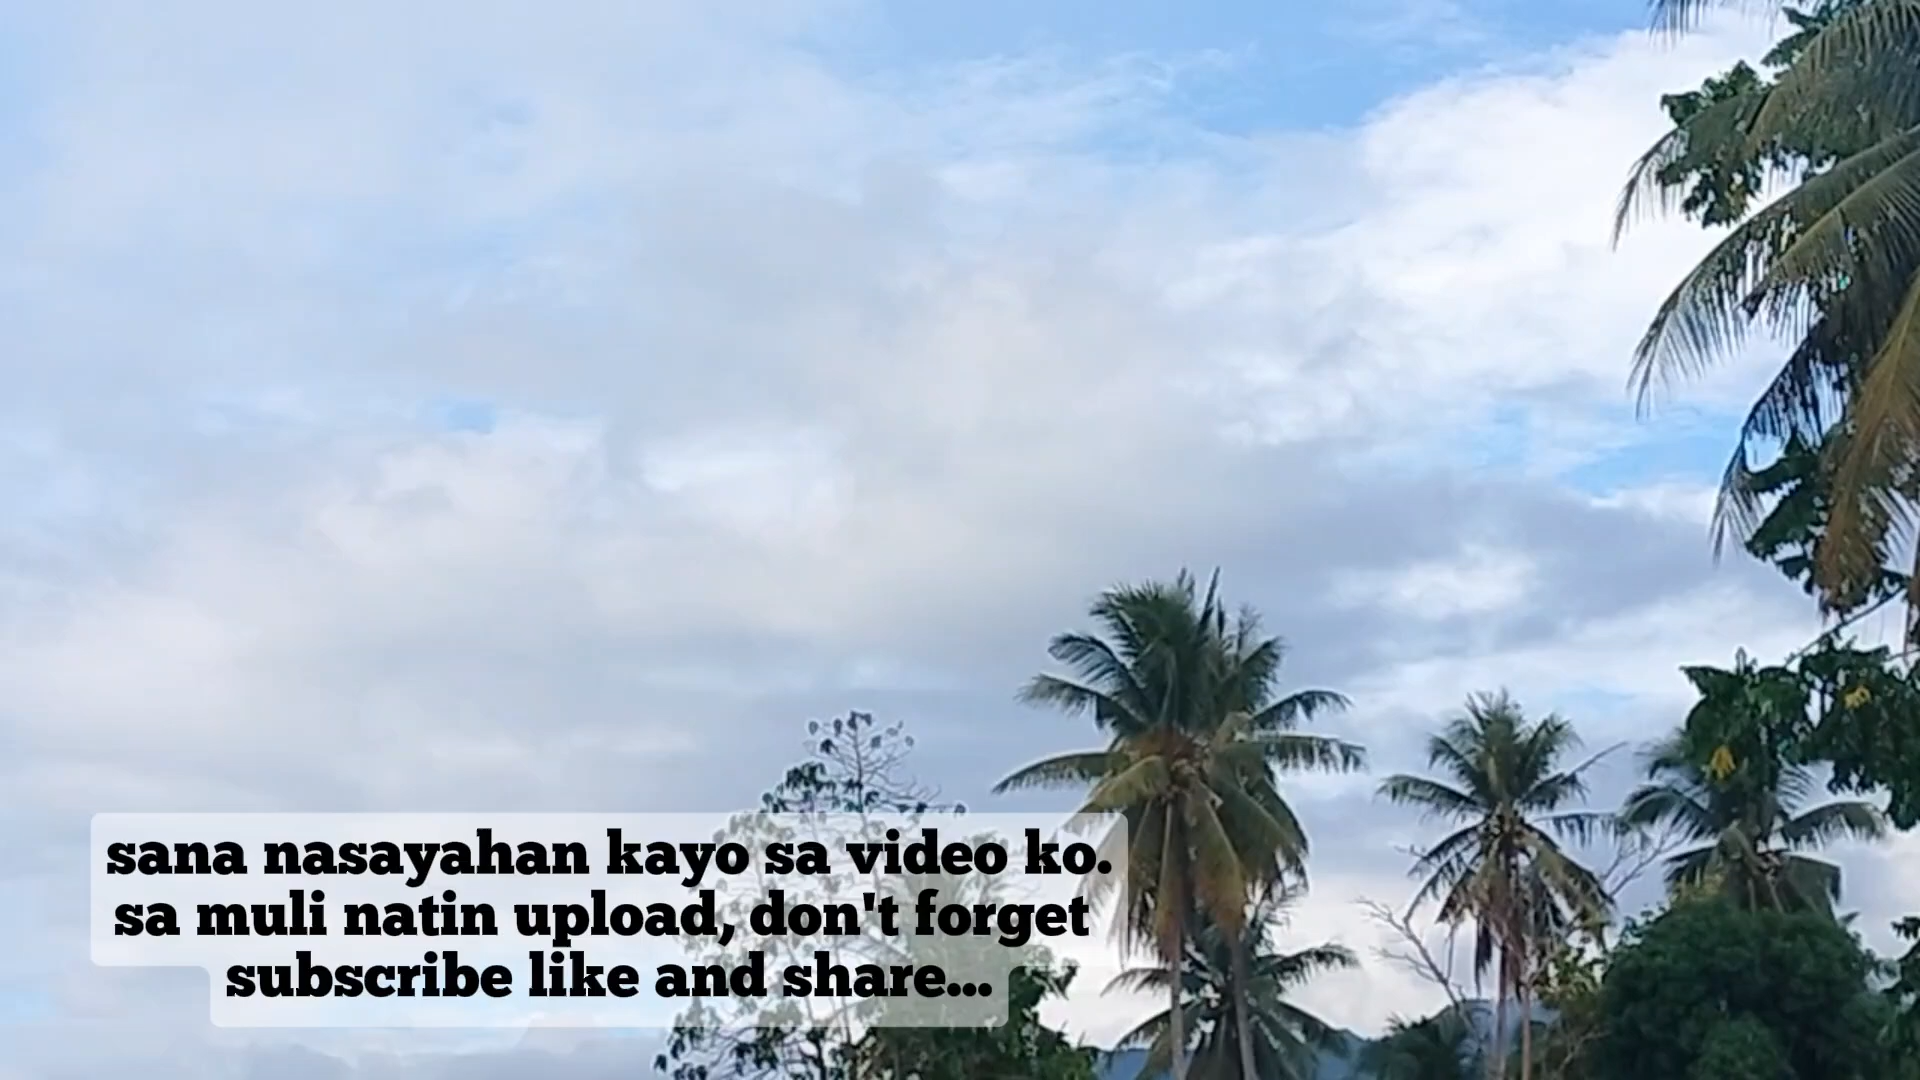 sana nasayahan kayo sa video ko.
sa muli natin upload, don't forget
subscribe like and share...